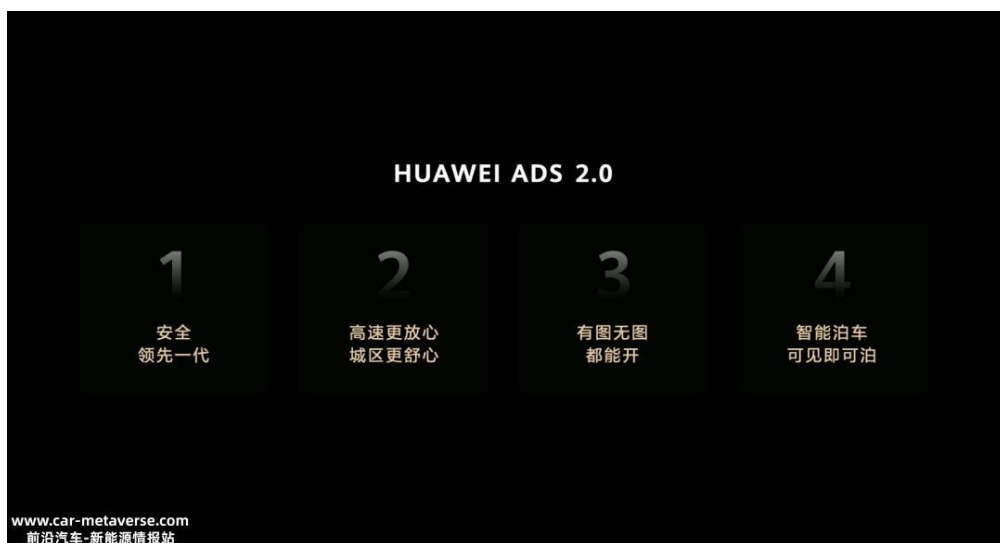 HUAWEI ADS 2.0
1
安全
领先一代
2
高速更放心
城区更舒心
3
有图无图
都能开
4
智能泊车
可见即可泊
www.car-metaverse.com
前沿汽车-新能源情报站